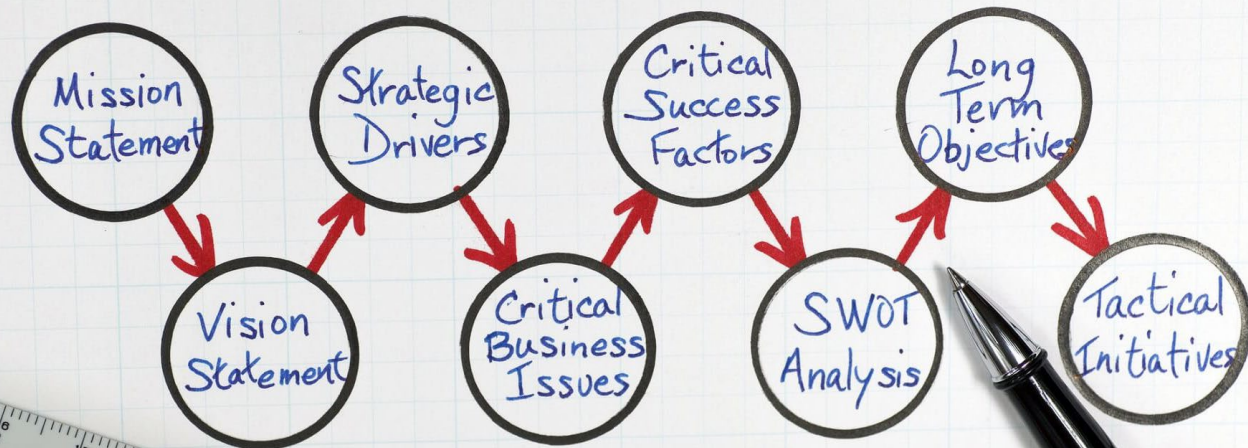 Mission
Statement
Vision
Statement
Strategic
Drivers
Critical
Business
Issues
Critical
Success
Factors
SWOT
Analysis
Long
Term
Objectives
Tactical
Initiatives
6